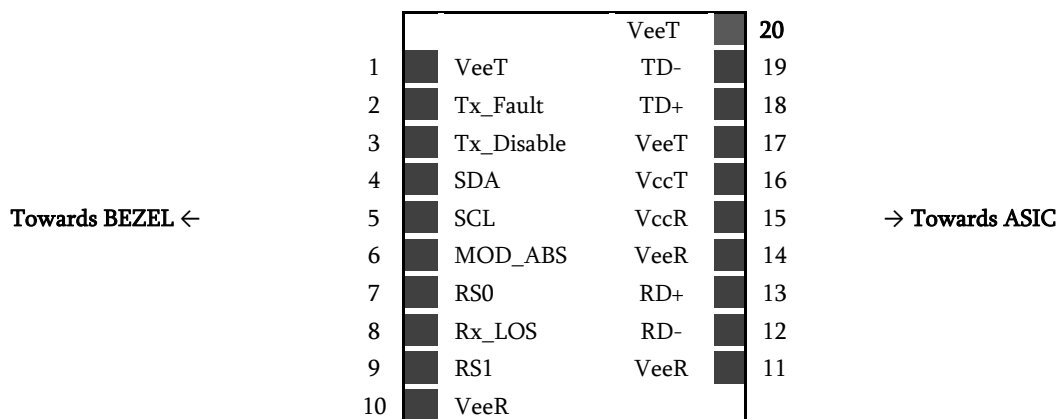 VeeT 20
1 VeeT TD- 19
2 Tx_Fault TD+ 18
3 Tx_Disable VeeT 17
4 SDA VccT 16
Towards BEZEL ← 5 SCL VccR 15 → Towards ASIC
6 MOD_ABS VeeR 14
7 RS0 RD+ 13
8 Rx_LOS RD- 12
9 RS1 VeeR 11
10 VeeR